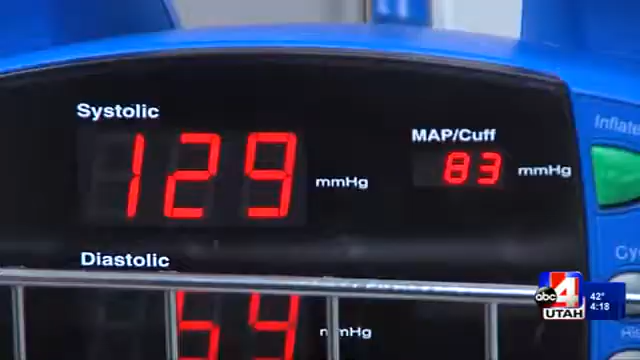 Systolic
129 mmHg
MAP/Cuff
83 mmHg
Inflate
Diastolic
mmHg
abc 4
UTAH
42°
4:18